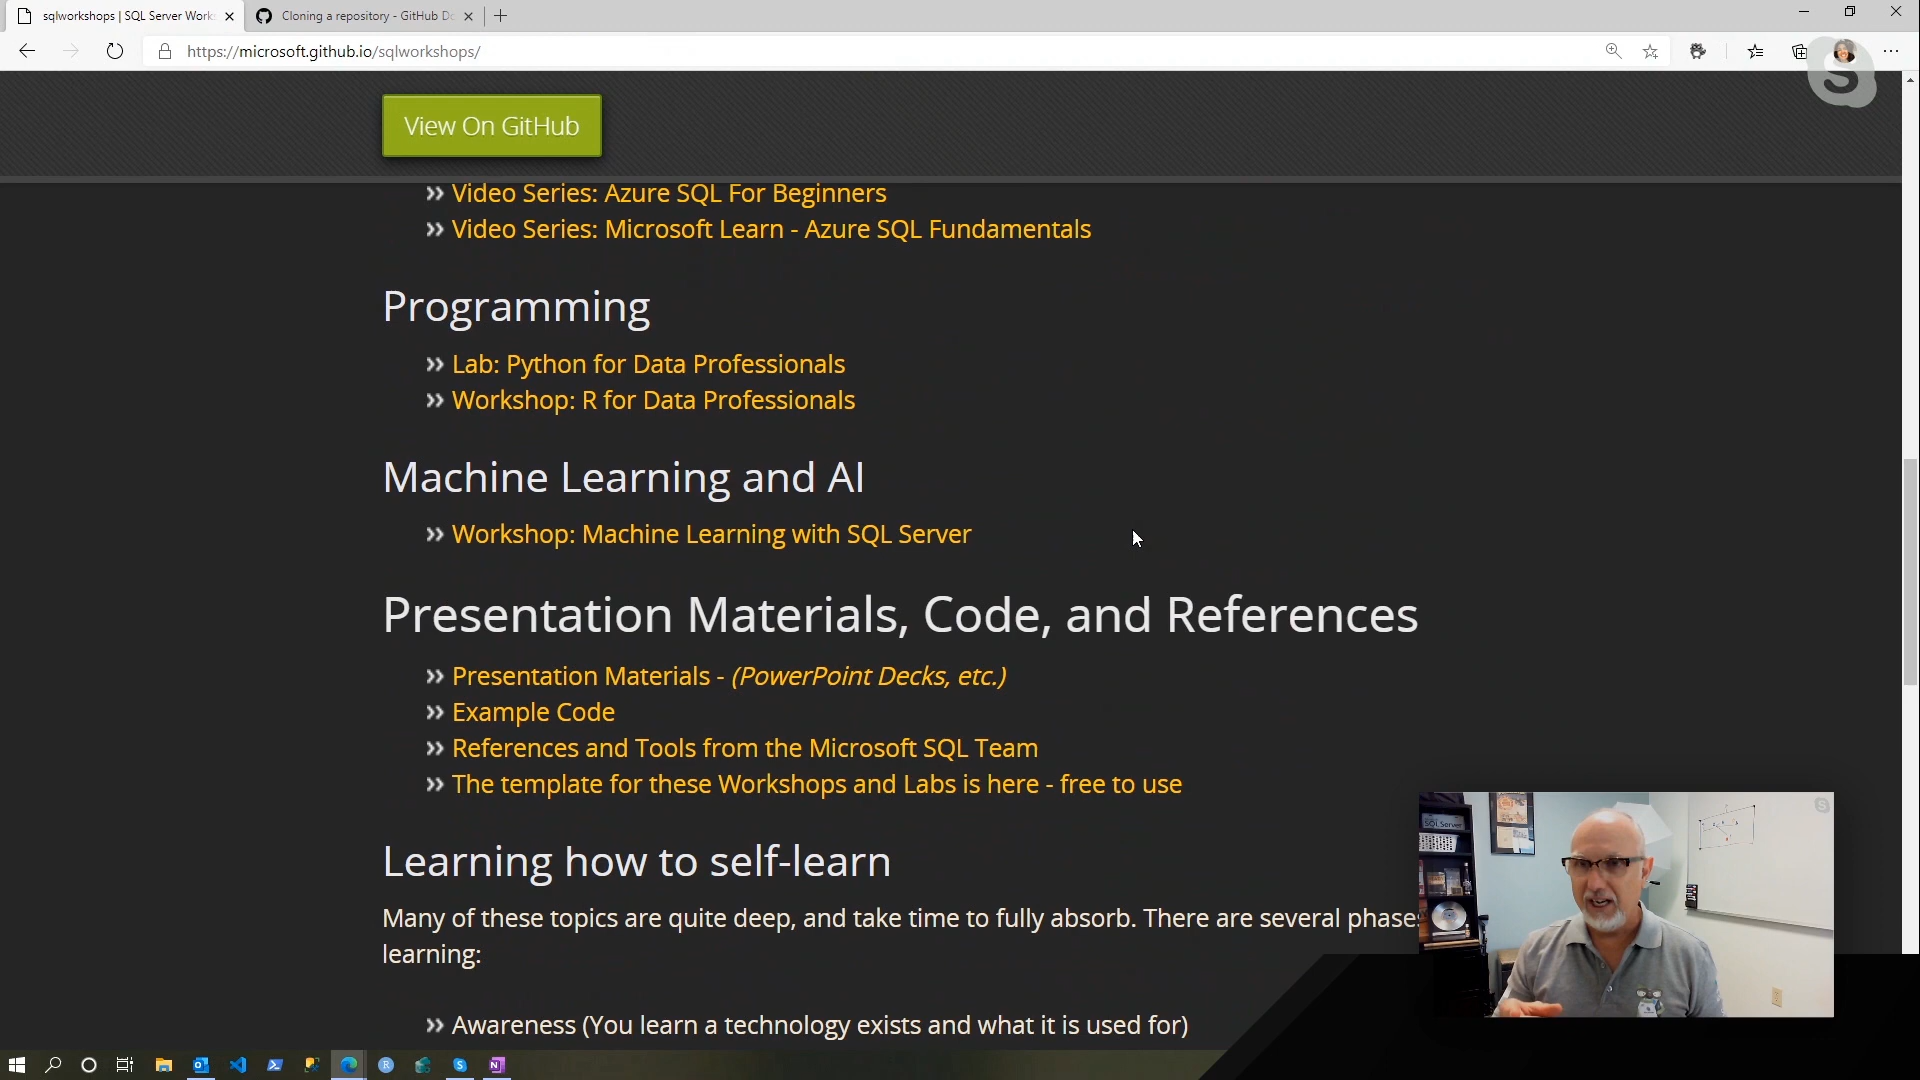 sqlworkshops | SQL Server Work
Cloning a repository - GitHub Do
https://microsoft.github.io/sqlworkshops/
View On GitHub
Video Series: Azure SQL For Beginners
Video Series: Microsoft Learn - Azure SQL Fundamentals
Programming
Lab: Python for Data Professionals
Workshop: R for Data Professionals
Machine Learning and AI
Workshop: Machine Learning with SQL Server
Presentation Materials, Code, and References
Presentation Materials - (PowerPoint Decks, etc.)
Example Code
References and Tools from the Microsoft SQL Team
The template for these Workshops and Labs is here - free to use
Learning how to self-learn
Many of these topics are quite deep, and take time to fully absorb. There are several phases
learning:
Awareness (You learn a technology exists and what it is used for)
SQL Server